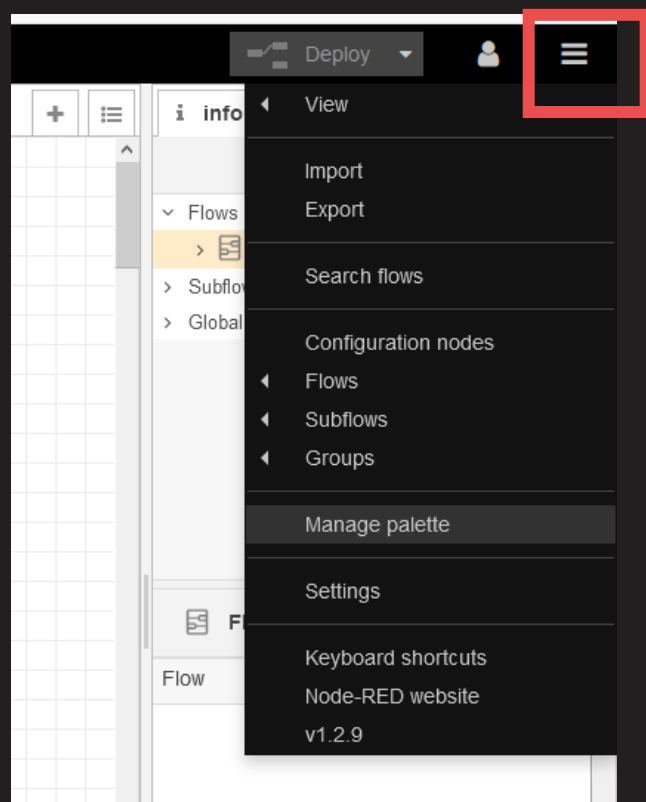 Deploy
info
View
Import
Export
Flows
Search flows
Subflo
Global
Configuration nodes
Flows
Subflows
Groups
Manage palette
Settings
Fl
Keyboard shortcuts
Flow
Node-RED website
v1.2.9